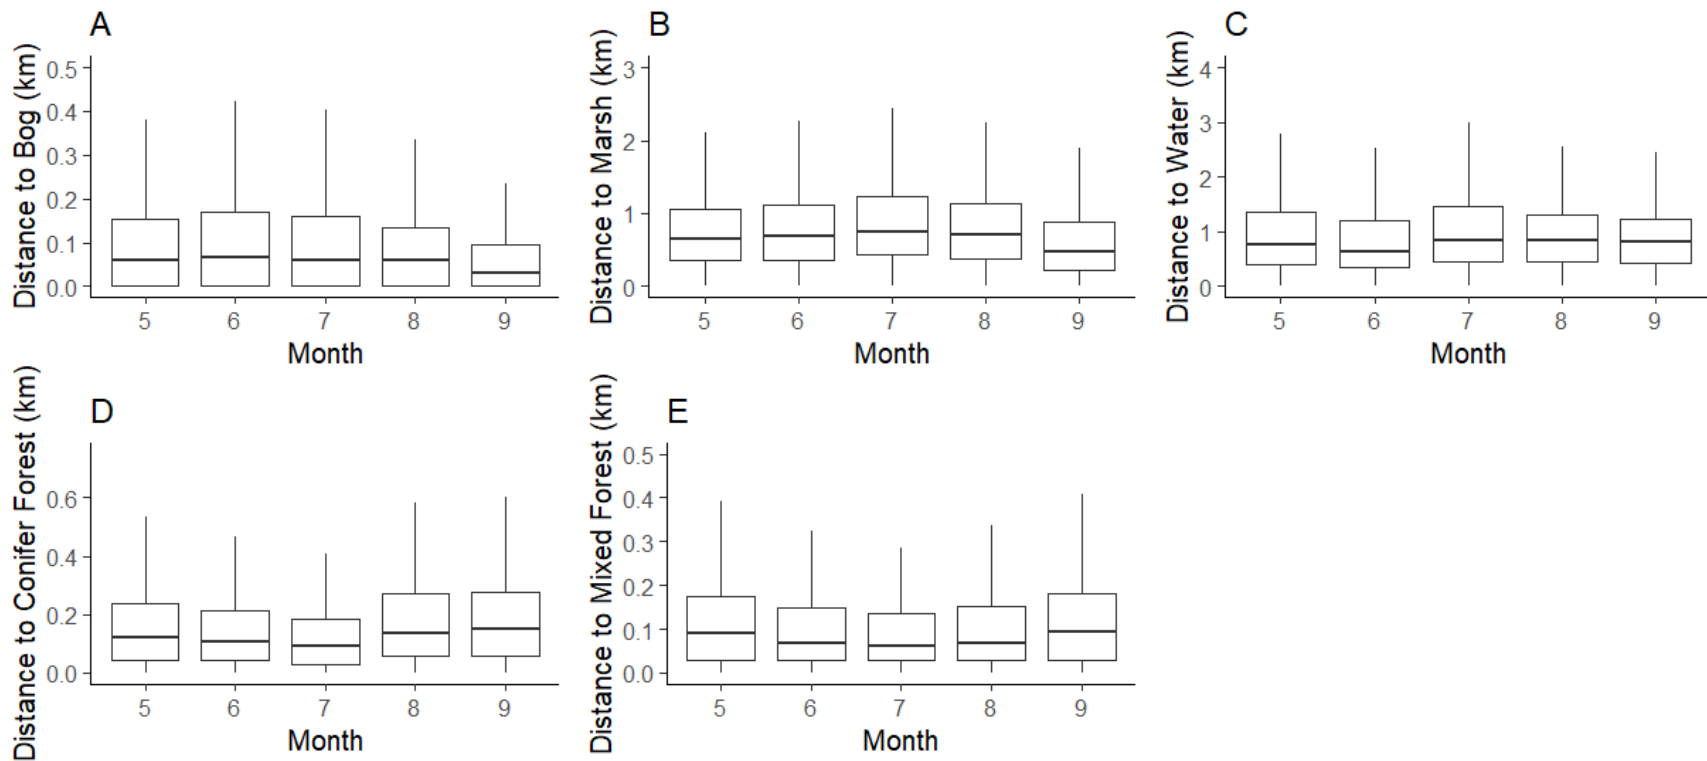 A
Distance to Bog (km)
0.5
0.4
0.3
0.2
0.1
0.0
5 6 7 8 9
Month
B
Distance to Marsh (km)
3
2
1
0
5 6 7 8 9
Month
C
Distance to Water (km)
4
3
2
1
0
5 6 7 8 9
Month
D
Distance to Conifer Forest (km)
0.6
0.4
0.2
0.0
5 6 7 8 9
Month
E
Distance to Mixed Forest (km)
0.5
0.4
0.3
0.2
0.1
0.0
5 6 7 8 9
Month